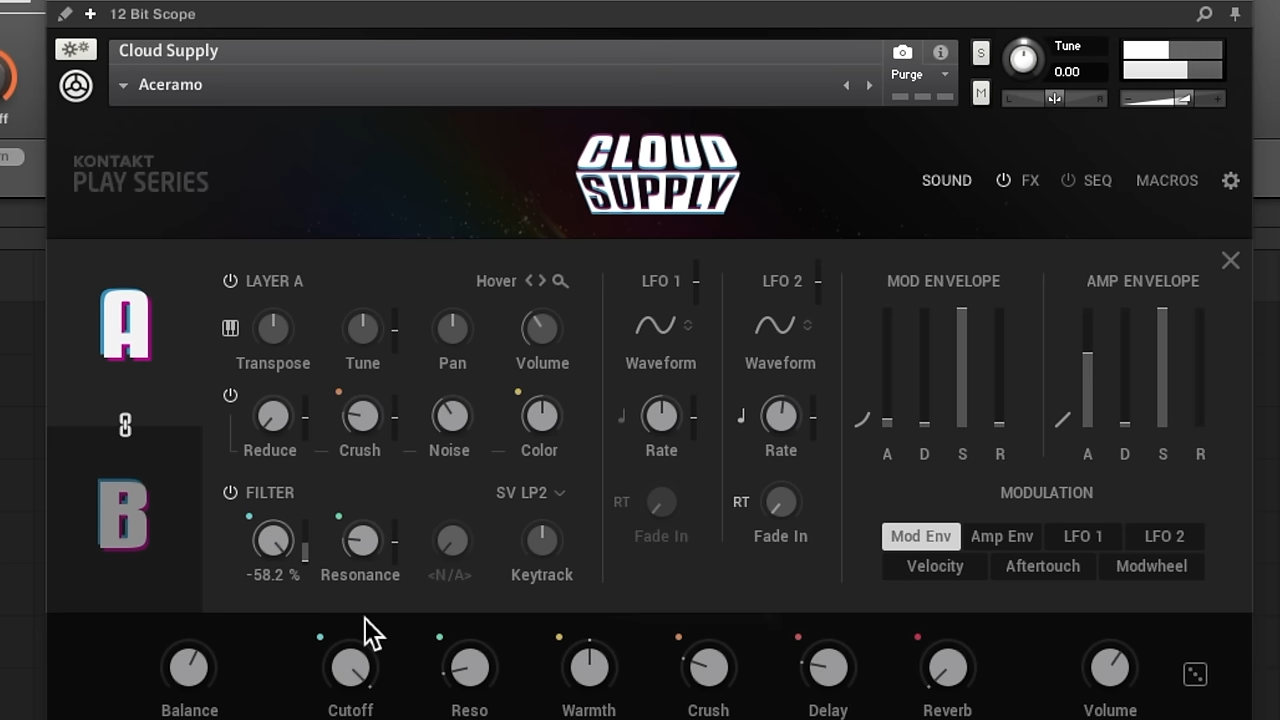 12 Bit Scope
Cloud Supply
S
Tune
Purge
0.00
Aceramo
M
L R
ff
KONTAKT
PLAY SERIES
CLOUD
SUPPLY
SOUND FX SEQ MACROS
A
B
LAYER A Hover
Transpose Tune Pan Volume
Reduce Crush Noise Color
FILTER SV LP2
-58.2 % Resonance <N/A> Keytrack
LFO 1 LFO 2
Waveform Waveform
Rate Rate
RT RT
Fade In Fade In
MOD ENVELOPE AMP ENVELOPE
A D S R A D S R
MODULATION
Mod Env Amp Env LFO 1 LFO 2
Velocity Aftertouch Modwheel
Balance Cutoff Reso Warmth Crush Delay Reverb Volume